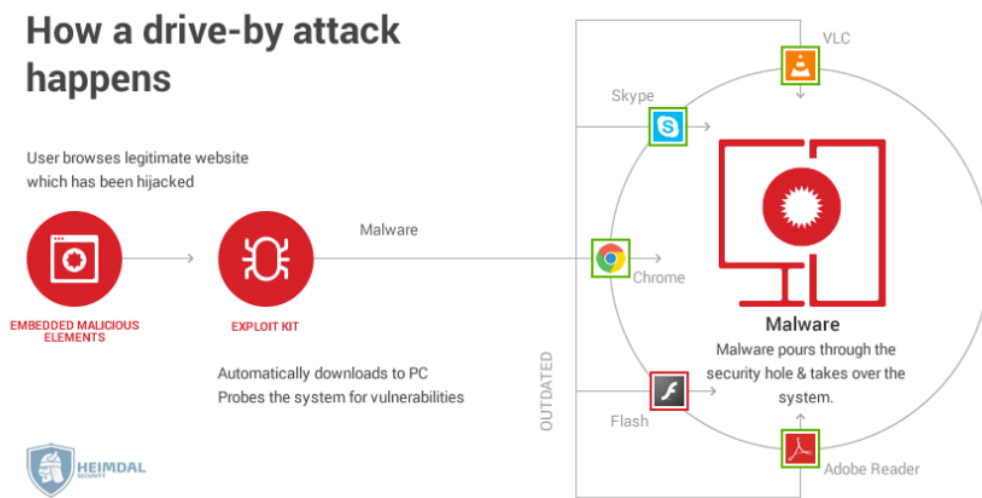 How a drive-by attack
happens
User browses legitimate website
which has been hijacked
EMBEDDED MALICIOUS
ELEMENTS
EXPLOIT KIT
Malware
Automatically downloads to PC
Probes the system for vulnerabilities
OUTDATED
VLC
Skype
Chrome
Flash
Adobe Reader
Malware
Malware pours through the
security hole & takes over the
system.
HEIMDAL
SECURITY